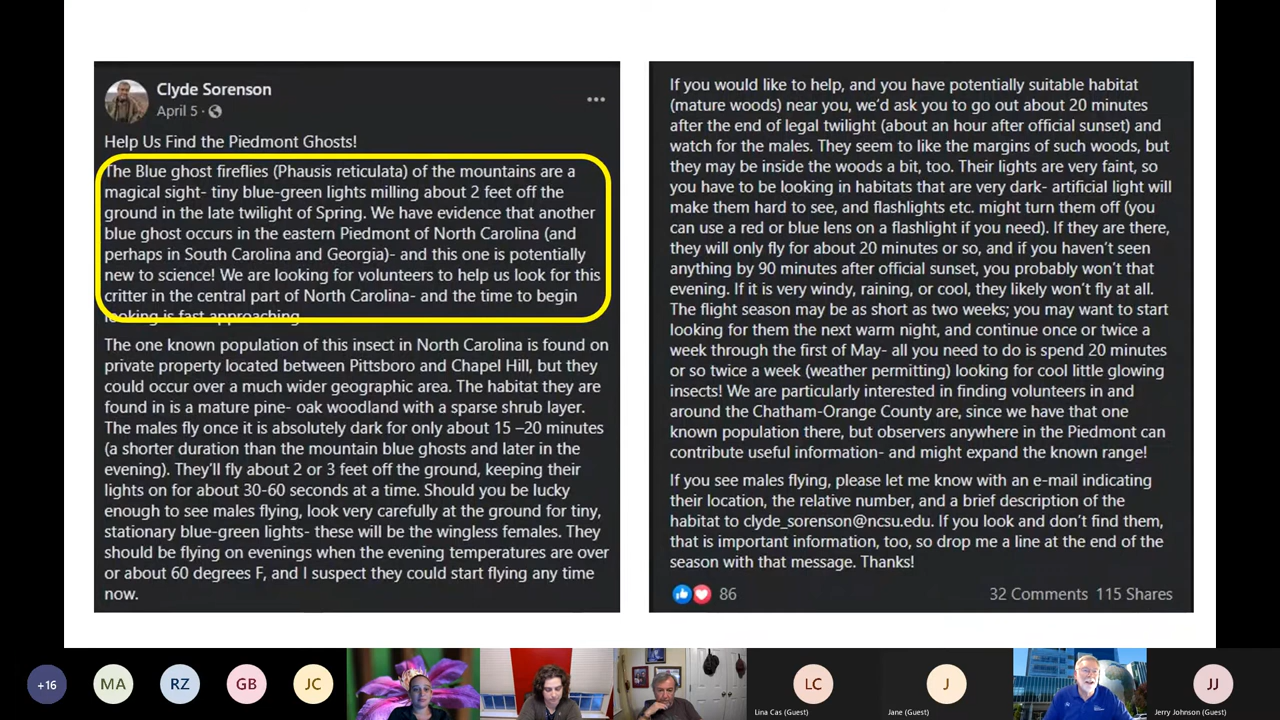 Clyde Sorenson
April 5 ·
Help Us Find the Piedmont Ghosts!
The Blue ghost fireflies (Phausis reticulata) of the mountains are a
magical sight- tiny blue-green lights milling about 2 feet off the
ground in the late twilight of Spring. We have evidence that another
blue ghost occurs in the eastern Piedmont of North Carolina (and
perhaps in South Carolina and Georgia)- and this one is potentially
new to science! We are looking for volunteers to help us look for this
critter in the central part of North Carolina- and the time to begin
looking is fast approaching.
The one known population of this insect in North Carolina is found on
private property located between Pittsboro and Chapel Hill, but they
could occur over a much wider geographic area. The habitat they are
found in is a mature pine- oak woodland with a sparse shrub layer.
The males fly once it is absolutely dark for only about 15 –20 minutes
(a shorter duration than the mountain blue ghosts and later in the
evening). They'll fly about 2 or 3 feet off the ground, keeping their
lights on for about 30-60 seconds at a time. Should you be lucky
enough to see males flying, look very carefully at the ground for tiny,
stationary blue-green lights- these will be the wingless females. They
should be flying on evenings when the evening temperatures are over
or about 60 degrees F, and I suspect they could start flying any time
now.
If you would like to help, and you have potentially suitable habitat
(mature woods) near you, we'd ask you to go out about 20 minutes
after the end of legal twilight (about an hour after official sunset) and
watch for the males. They seem to like the margins of such woods, but
they may be inside the woods a bit, too. Their lights are very faint, so
you have to be looking in habitats that are very dark- artificial light will
make them hard to see, and flashlights etc. might turn them off (you
can use a red or blue lens on a flashlight if you need). If they are there,
they will only fly for about 20 minutes or so, and if you haven't seen
anything by 90 minutes after official sunset, you probably won't that
evening. If it is very windy, raining, or cool, they likely won't fly at all.
The flight season may be as short as two weeks; you may want to start
looking for them the next warm night, and continue once or twice a
week through the first of May- all you need to do is spend 20 minutes
or so twice a week (weather permitting) looking for cool little glowing
insects! We are particularly interested in finding volunteers in and
around the Chatham-Orange County are, since we have that one
known population there, but observers anywhere in the Piedmont can
contribute useful information- and might expand the known range!
If you see males flying, please let me know with an e-mail indicating
their location, the relative number, and a brief description of the
habitat to clyde_sorenson@ncsu.edu. If you look and don't find them,
that is important information, too, so drop me a line at the end of the
season with that message. Thanks!
86
32 Comments 115 Shares
+16
MA
RZ
GB
JC
LC
J
JJ
Lina Cas (Guest)
Jane (Guest)
Jerry Johnson (Guest)